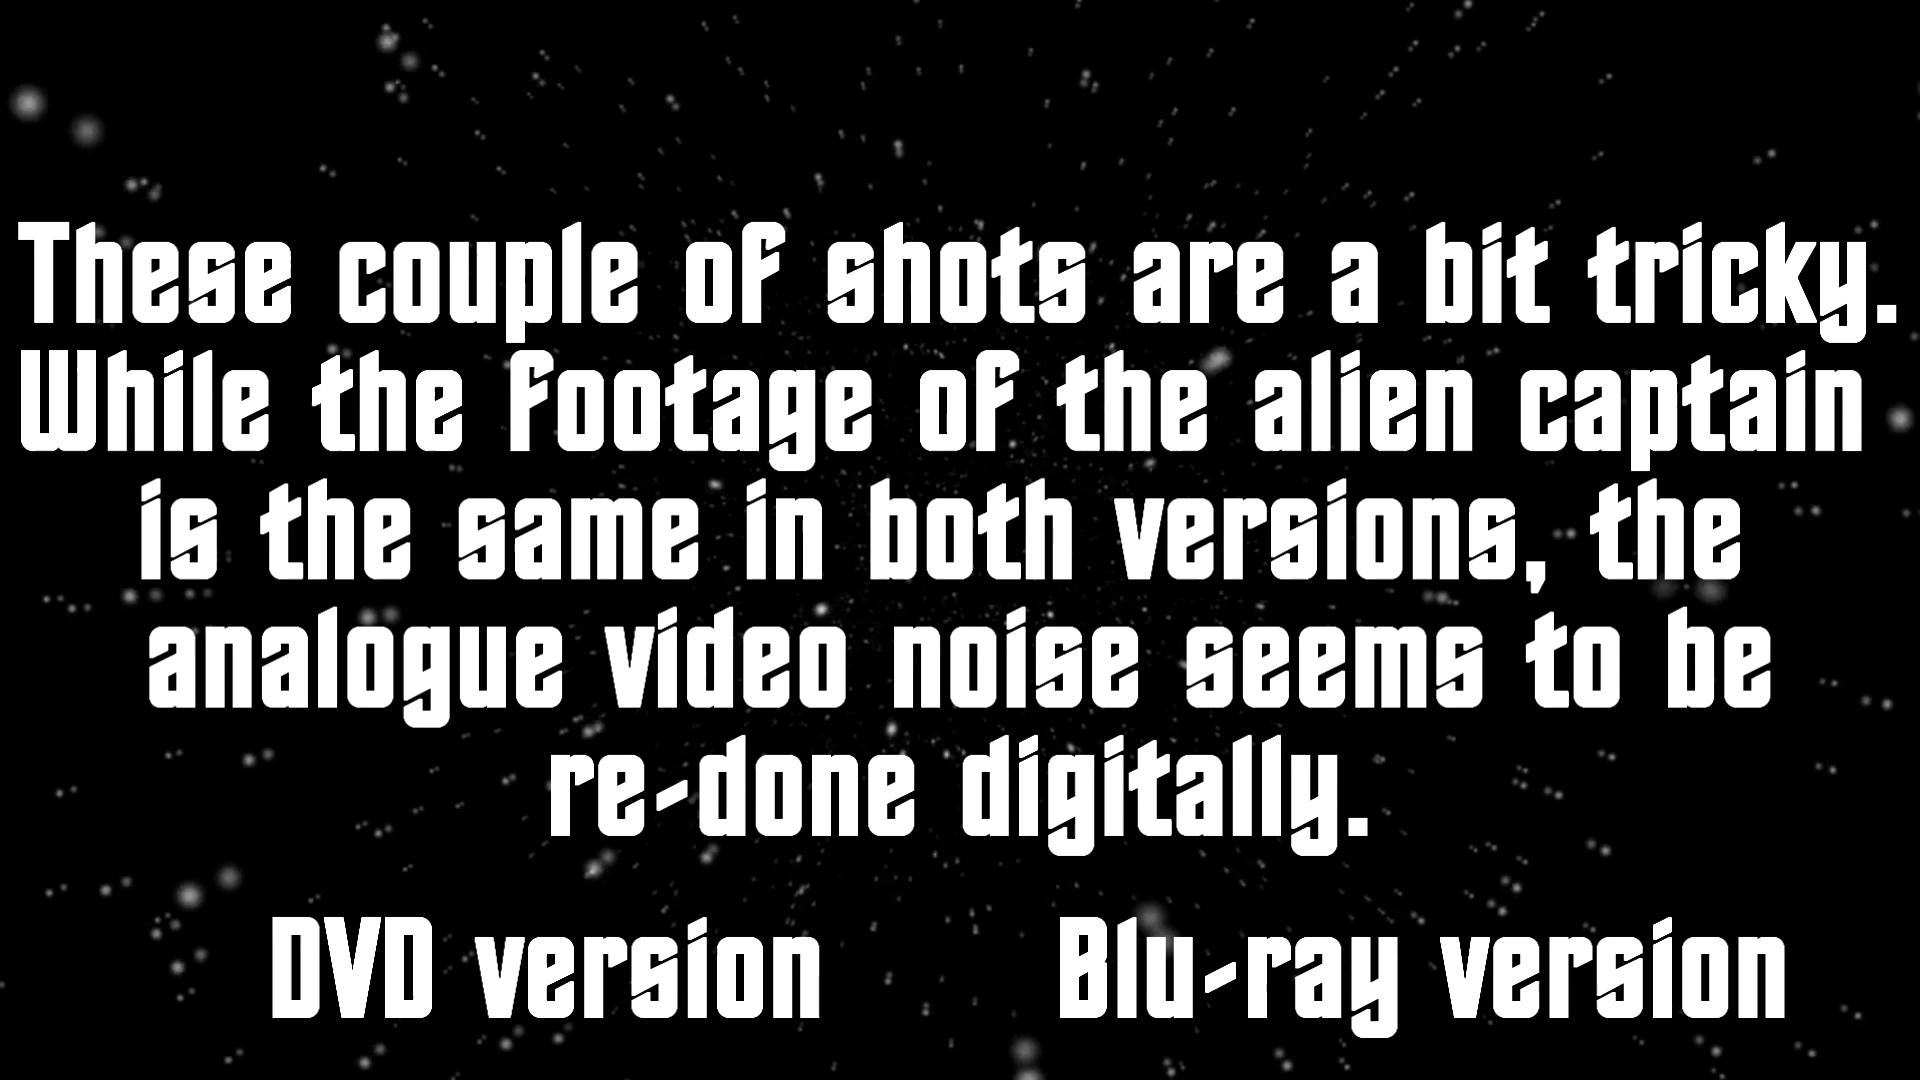 These couple of shots are a bit tricky.
While the footage of the alien captain
is the same in both versions, the
analogue video noise seems to be
re-done digitally.
DVD version
Blu-ray version